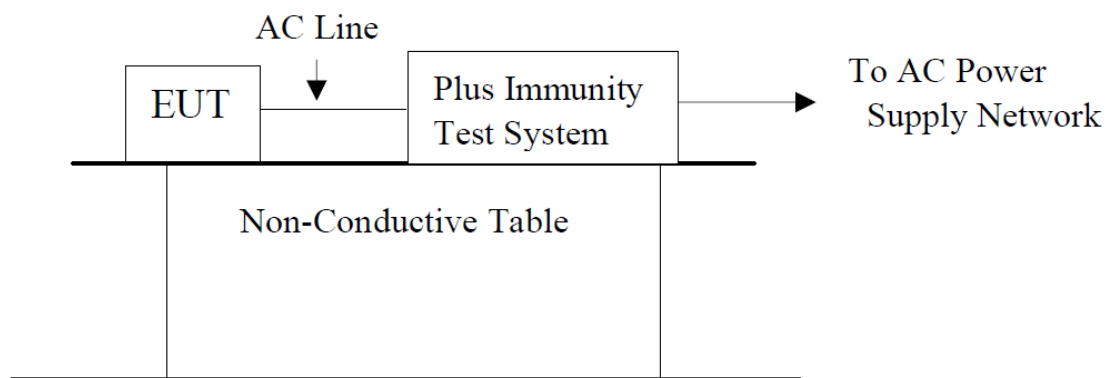 AC Line
EUT
Plus Immunity
Test System
To AC Power
Supply Network
Non-Conductive Table